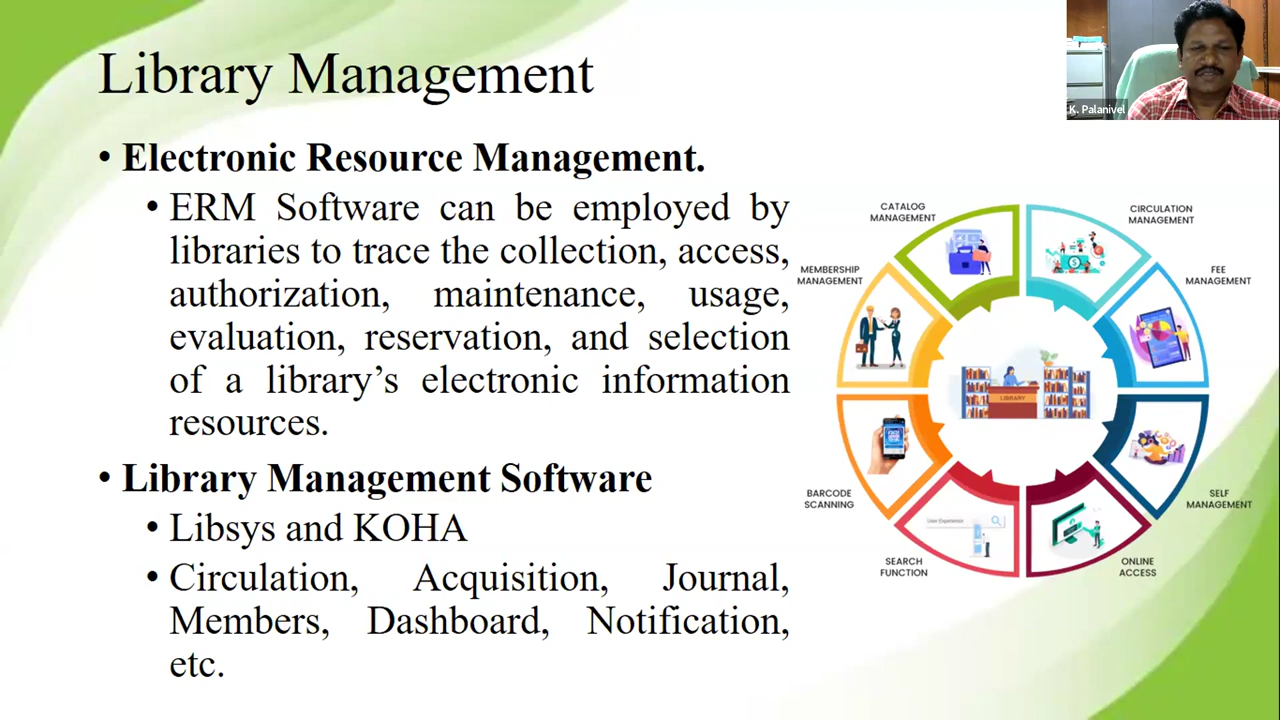 Library Management
K. Palanivel
• Electronic Resource Management.
• ERM Software can be employed by
libraries to trace the collection, access,
authorization, maintenance, usage,
evaluation, reservation, and selection
of a library’s electronic information
resources.
• Library Management Software
• Libsys and KOHA
• Circulation, Acquisition, Journal,
Members, Dashboard, Notification,
etc.
CATALOG
MANAGEMENT
CIRCULATION
MANAGEMENT
MEMBERSHIP
MANAGEMENT
FEE
MANAGEMENT
LIBRARY
BARCODE
SCANNING
SELF
MANAGEMENT
User Experience
SEARCH
FUNCTION
ONLINE
ACCESS